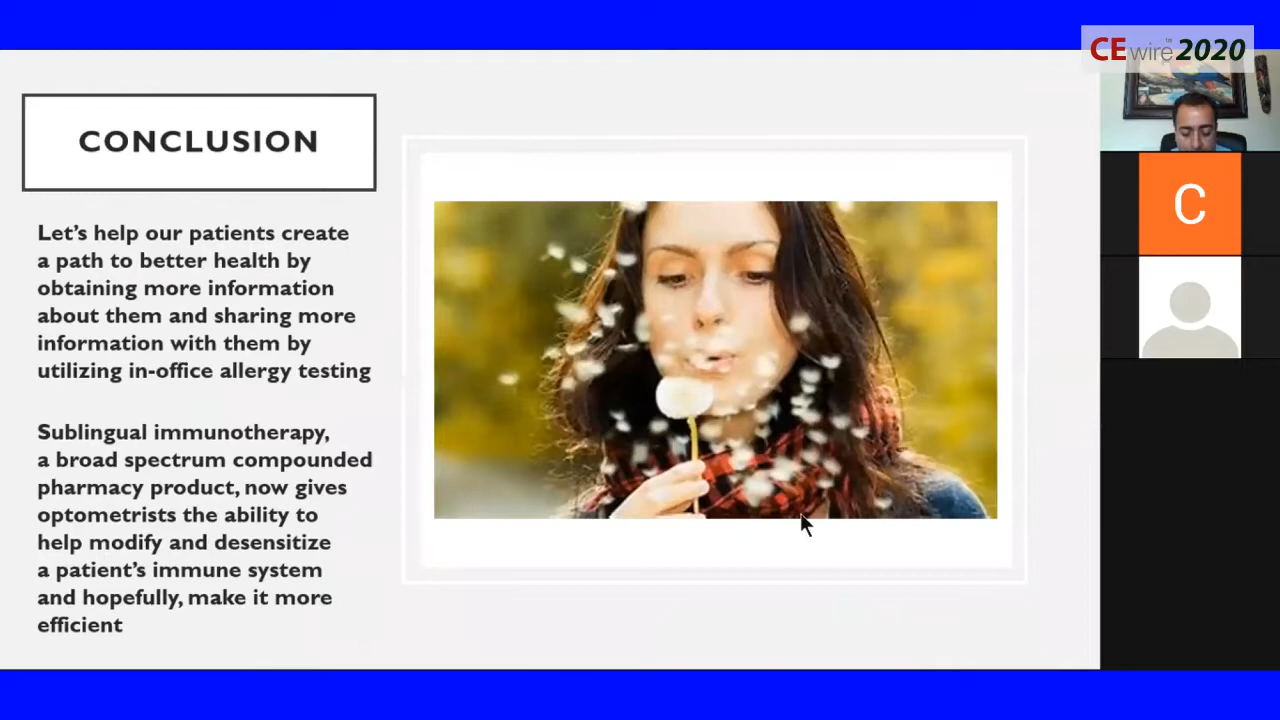 CE wire™ 2020
CONCLUSION
Let’s help our patients create
a path to better health by
obtaining more information
about them and sharing more
information with them by
utilizing in-office allergy testing
Sublingual immunotherapy,
a broad spectrum compounded
pharmacy product, now gives
optometrists the ability to
help modify and desensitize
a patient’s immune system
and hopefully, make it more
efficient
C